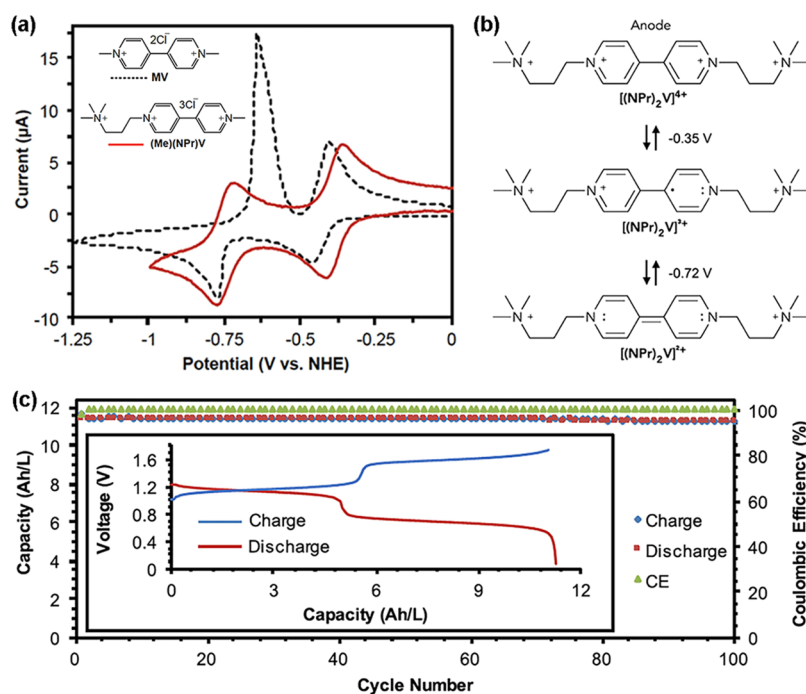 (a)
2Cl⁻
N⁺
⁺N
MV
3Cl⁻
N⁺
N⁺
⁺N
(Me)(NPr)V
Current (μA)
20
15
10
5
0
-5
-10
-1.25
-1
-0.75
-0.5
-0.25
0
Potential (V vs. NHE)
(b)
Anode
N⁺
N⁺
N⁺
N⁺
[(NPr)₂V]⁴⁺
-0.35 V
N⁺
N⁺
N
N⁺
[(NPr)₂V]³⁺
-0.72 V
N⁺
N
N
N⁺
[(NPr)₂V]²⁺
(c)
Capacity (Ah/L)
12
10
8
6
4
2
0
0
20
40
60
80
100
Cycle Number
100
80
60
40
20
0
Coulombic Efficiency (%)
Charge
Discharge
CE
Voltage (V)
1.6
1.2
0.8
0.4
0
0
3
6
9
12
Capacity (Ah/L)
Charge
Discharge